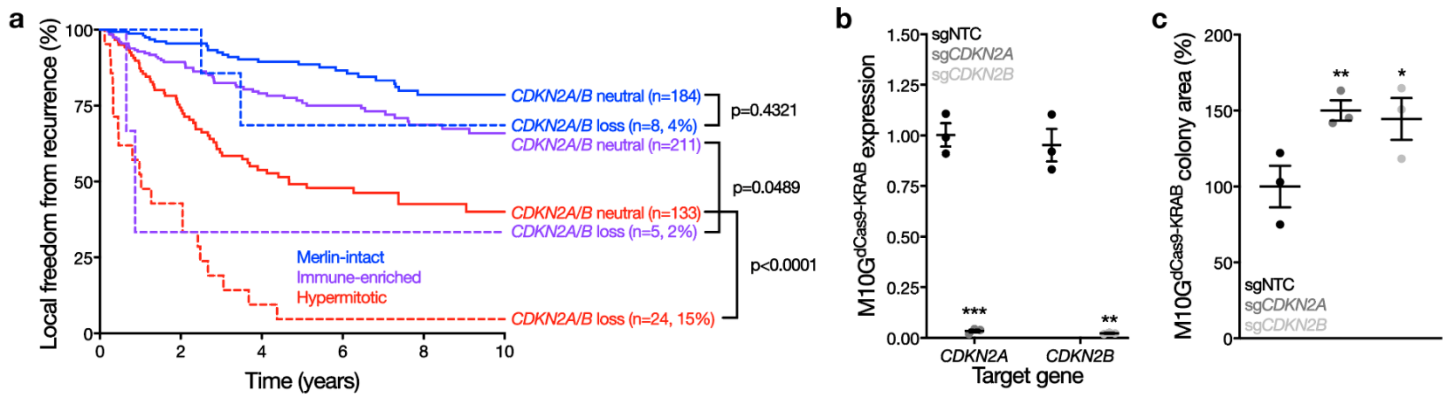 a
Local freedom from recurrence (%)
100
75
50
25
0
0 2 4 6 8 10
Time (years)
Merlin-intact
Immune-enriched
Hypermitotic
CDKN2A/B neutral (n=184)
CDKN2A/B loss (n=8, 4%)
CDKN2A/B neutral (n=211)
CDKN2A/B neutral (n=133)
CDKN2A/B loss (n=5, 2%)
CDKN2A/B loss (n=24, 15%)
p=0.4321
p=0.0489
p<0.0001
b
M10G^dCas9-KRAB expression
1.50
1.25
1.00
0.75
0.50
0.25
0.00
sgNTC
sgCDKN2A
sgCDKN2B
***
**
CDKN2A CDKN2B
Target gene
c
M10G^dCas9-KRAB colony area (%)
200
150
100
50
0
** *
sgNTC
sgCDKN2A
sgCDKN2B